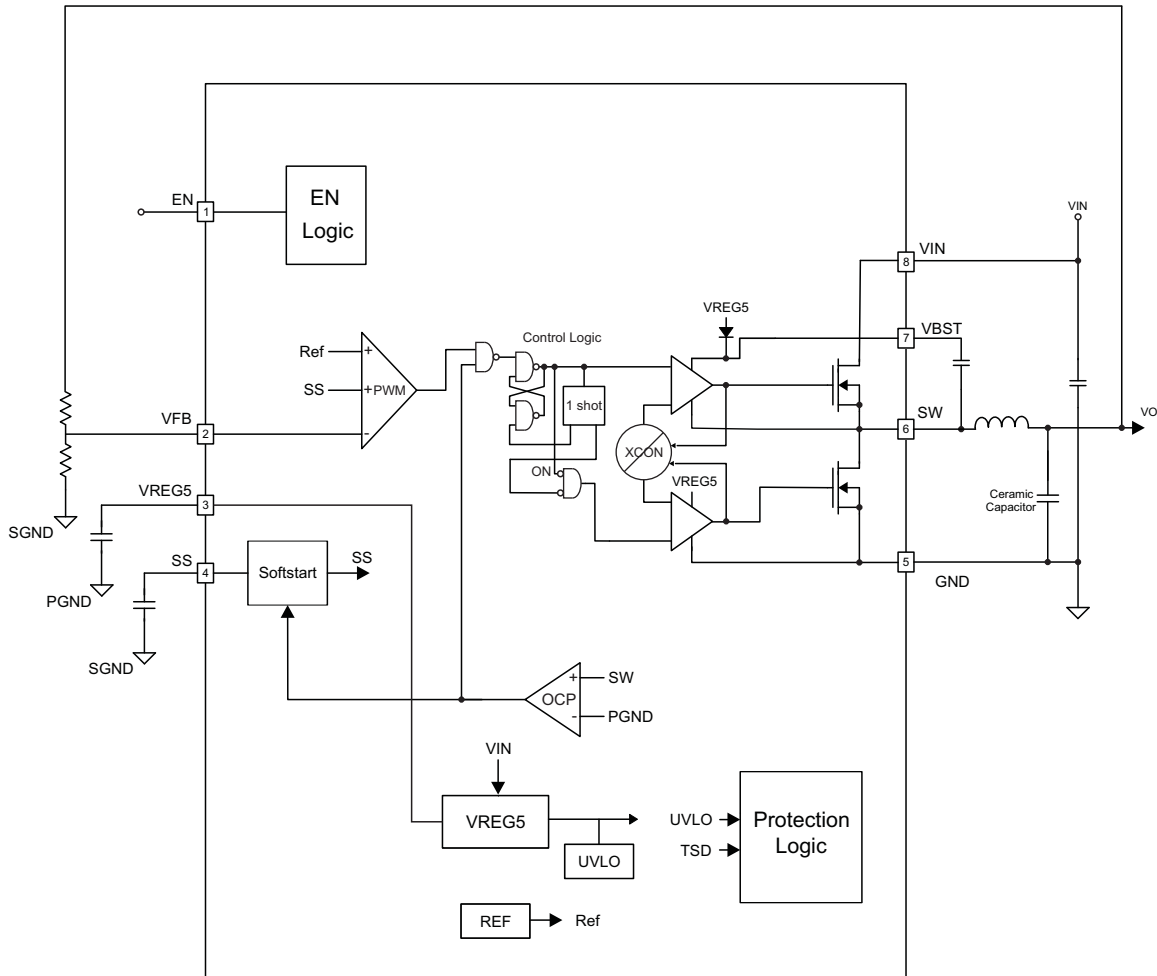 EN
1
EN
Logic
VIN
VIN
8
VREG5
VBST
7
Control Logic
Ref
+
SS
+
PWM
-
1 shot
VFB
2
SW
6
VO
XCON
ON
VREG5
VREG5
3
Ceramic
Capacitor
SGND
SS
4
Softstart
SS
5
GND
PGND
SGND
+
SW
OCP
-
PGND
VIN
VREG5
UVLO
UVLO
TSD
Protection
Logic
REF
Ref